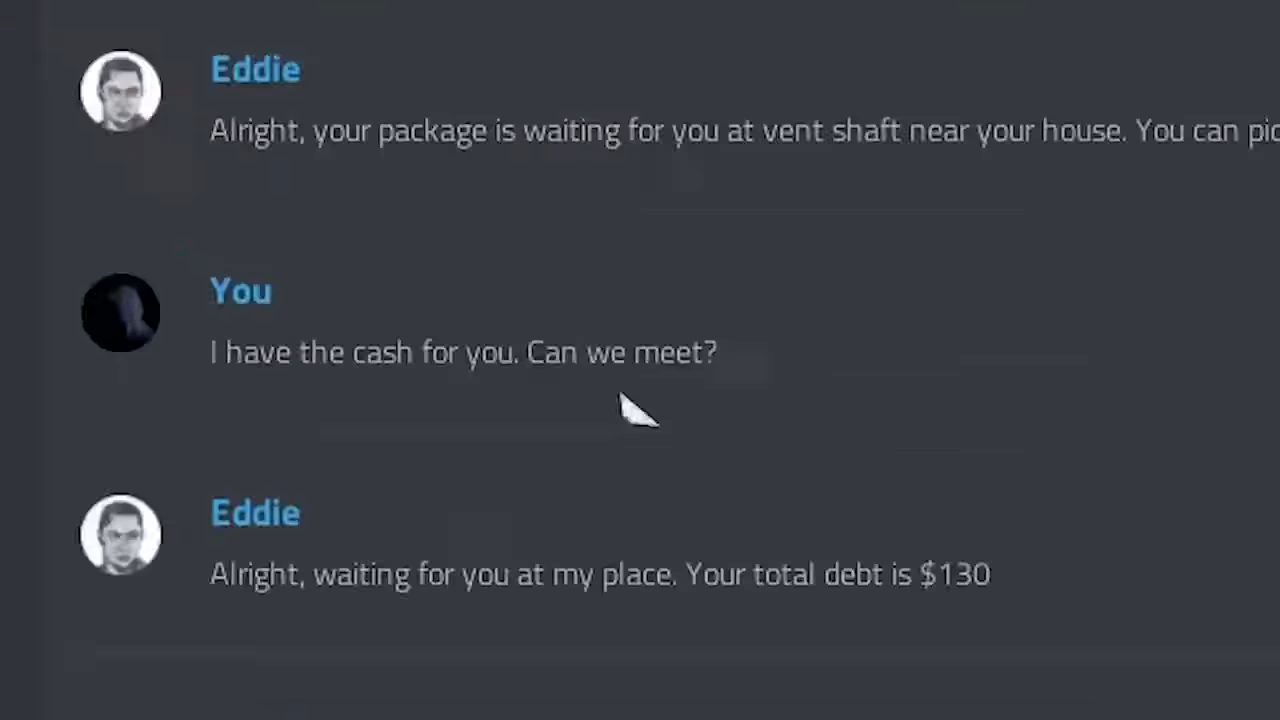 Eddie
Alright, your package is waiting for you at vent shaft near your house. You can
You
I have the cash for you. Can we meet?
Eddie
Alright, waiting for you at my place. Your total debt is $130